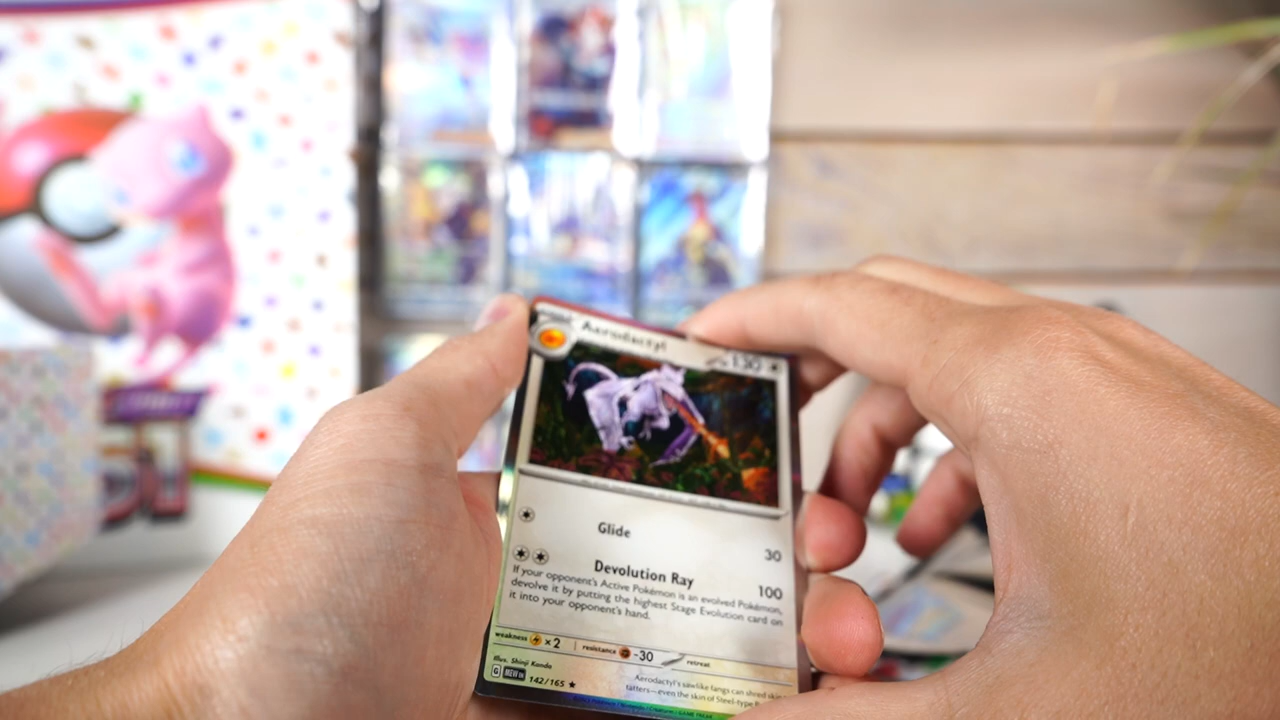 Aerodactyl
130
Glide
30
Devolution Ray
100
If your opponent's Active Pokémon is an evolved Pokémon,
devolve it by putting the highest Stage Evolution card on
it into your opponent's hand.
weakness ×2 resistance -30 retreat
Illus. Shinji Kanda
G MEW EN 142/165
Aerodactyl's sawlike fangs can shred skin
tatters—even the skin of Steel-type